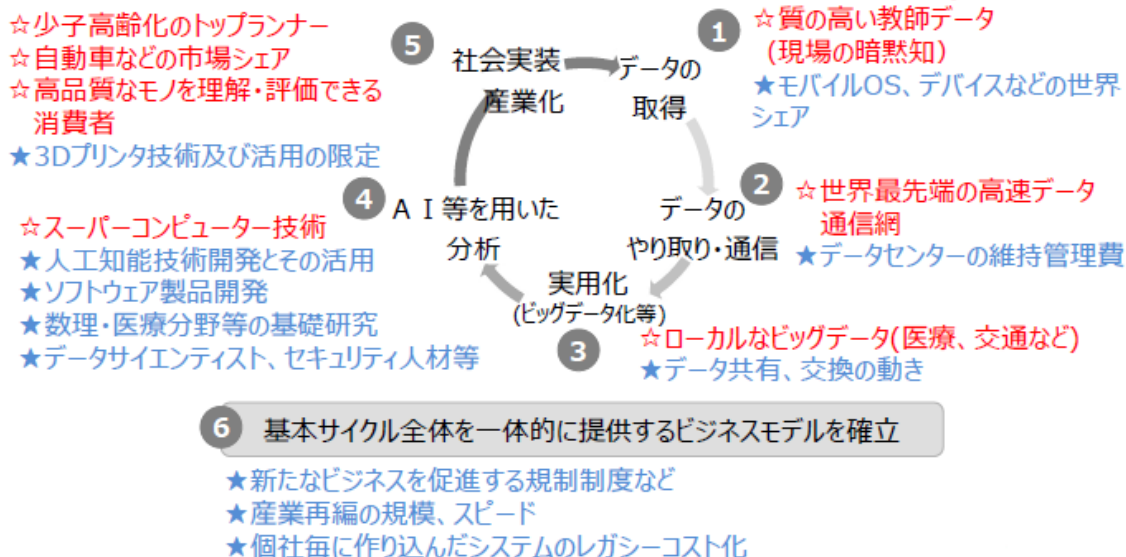 ☆少子高齢化のトップランナー
☆自動車などの市場シェア
☆高品質なモノを理解・評価できる
消費者
★3Dプリンタ技術及び活用の限定
5
社会実装
産業化
1
データの
取得
☆質の高い教師データ
(現場の暗黙知)
★モバイルOS、デバイスなどの世界
シェア
2
データの
やり取り・通信
☆世界最先端の高速データ
通信網
★データセンターの維持管理費
4
AI等を用いた
分析
☆スーパーコンピューター技術
★人工知能技術開発とその活用
★ソフトウェア製品開発
★数理・医療分野等の基礎研究
★データサイエンティスト、セキュリティ人材等
実用化
(ビッグデータ化等)
3
☆ローカルなビッグデータ(医療、交通など)
★データ共有、交換の動き
6
基本サイクル全体を一体的に提供するビジネスモデルを確立
★新たなビジネスを促進する規制制度など
★産業再編の規模、スピード
★個社毎に作り込んだシステムのレガシーコスト化